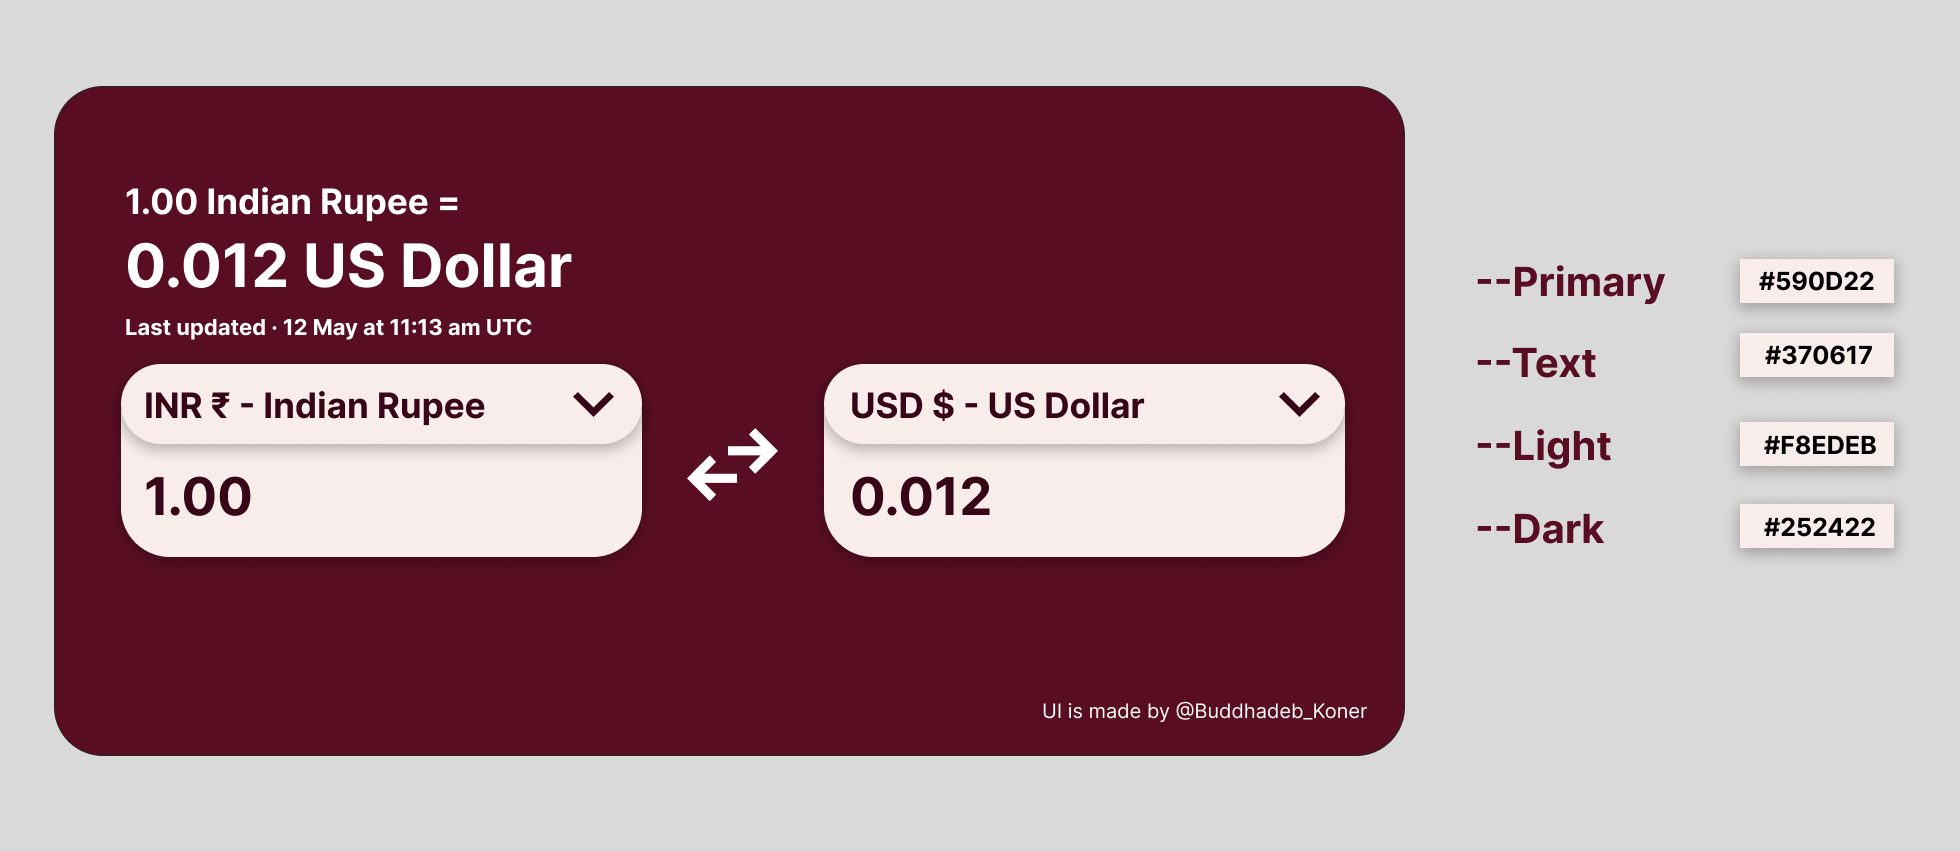 1.00 Indian Rupee =
0.012 US Dollar
Last updated · 12 May at 11:13 am UTC
INR ₹ - Indian Rupee
1.00
USD $ - US Dollar
0.012
UI is made by @Buddhadeb_Koner
--Primary #590D22
--Text #370617
--Light #F8EDEB
--Dark #252422